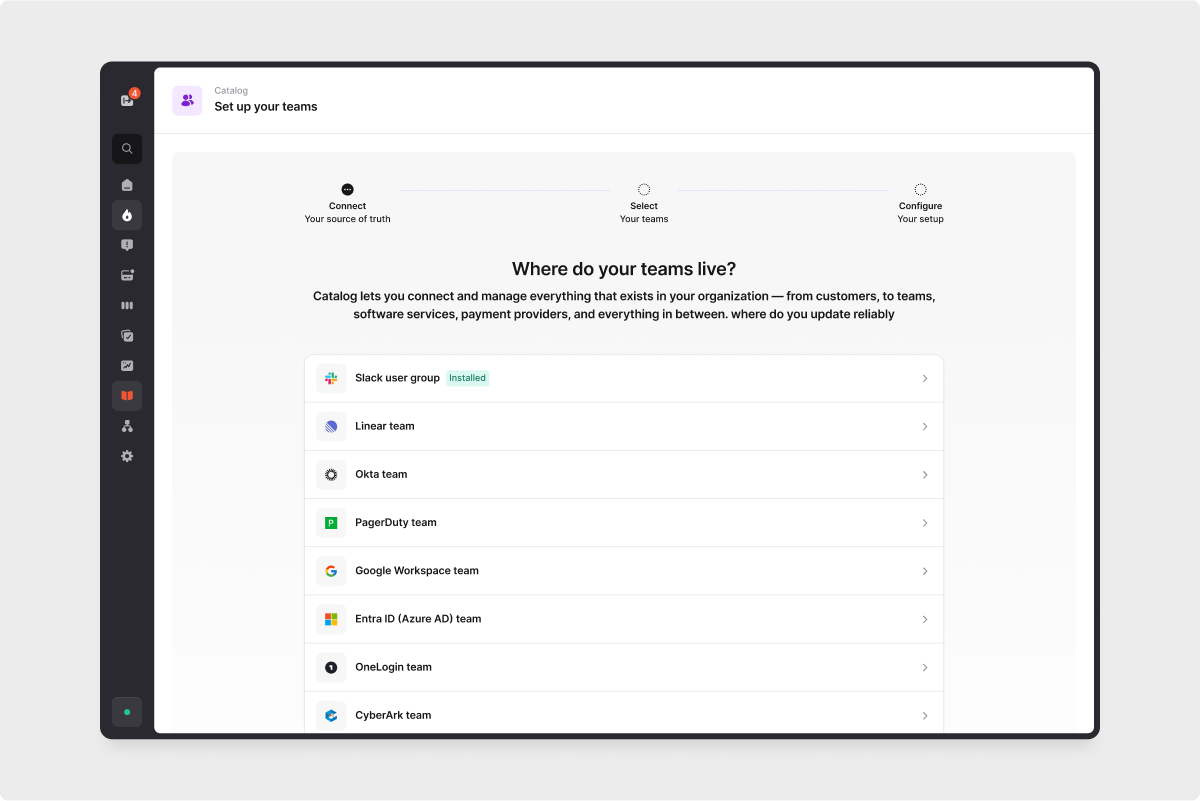 4
Catalog
Set up your teams
Connect
Your source of truth
Select
Your teams
Configure
Your setup
Where do your teams live?
Catalog lets you connect and manage everything that exists in your organization — from customers, to teams,
software services, payment providers, and everything in between. where do you update reliably
Slack user group Installed
Linear team
Okta team
P PagerDuty team
Google Workspace team
Entra ID (Azure AD) team
1 OneLogin team
CyberArk team